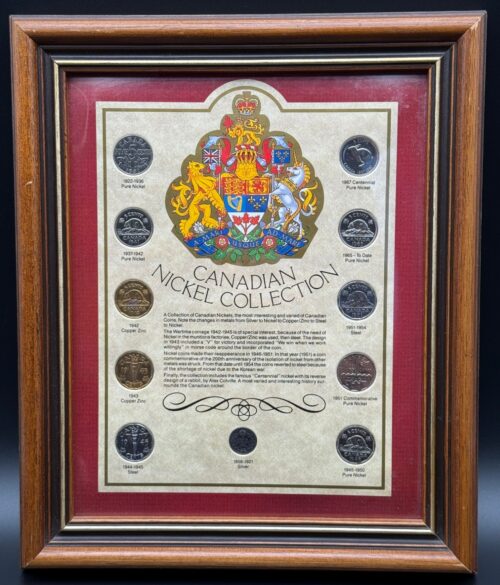 1922-1936
Pure Nickel
1937-1942
Pure Nickel
1942
Copper Zinc
1943
Copper Zinc
1944-1945
Steel
1967 Centennial
Pure Nickel
1965 - To Date
Pure Nickel
1951-1954
Steel
1951 Commemorative
Pure Nickel
1946-1950
Pure Nickel
A MARI USQUE AD MARE
CANADIAN
NICKEL COLLECTION
A Collection of Canadian Nickels, the most interesting and varied of Canadian
Coins. Note the changes in metals from Silver to Nickel to Copper/Zinc to Steel
to Nickel.
The Wartime coinage 1942-1945 is of special interest, because of the need of
Nickel in the munitions factories, Copper/Zinc was used, then steel. The design
in 1943 included a "V" for victory and incorporated "We win when we work
willingly" in morse code around the border of the coin.
Nickel coins made their reappearance in 1946-1951. In that year (1951) a coin
commemorative of the 200th anniversary of the isolation of nickel from other
metals was struck. From that date until 1954 the coins reverted to steel because
of the shortage of nickel due to the Korean war.
Finally, the collection includes the famous "Centennial" nickel with its reverse
design of a rabbit, by Alex Colville. A most varied and interesting history sur-
rounds the Canadian nickel.
1858-1921
Silver